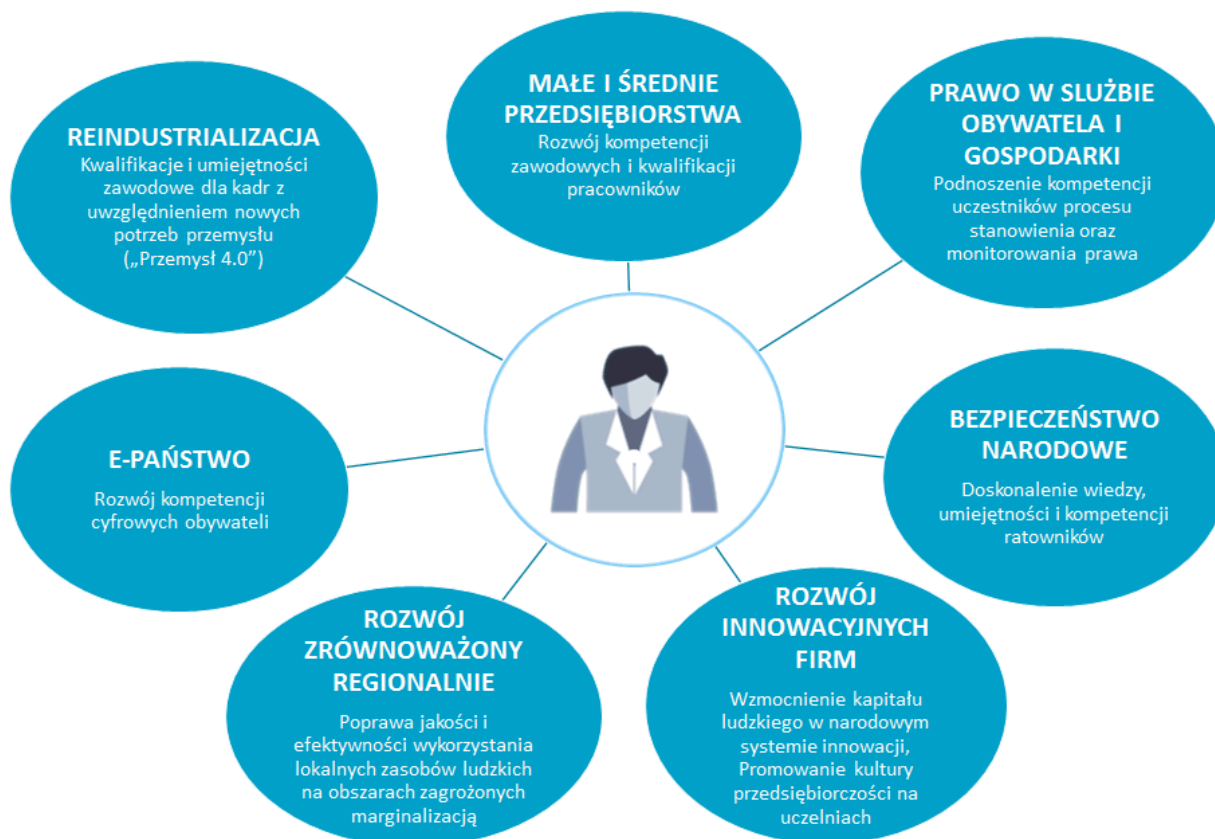 REINDUSTRIALIZACJA
Kwalifikacje i umiejętności
zawodowe dla kadr z
uwzględnieniem nowych
potrzeb przemysłu
(„Przemysł 4.0”)
MAŁE I ŚREDNIE
PRZEDSIĘBIORSTWA
Rozwój kompetencji
zawodowych i kwalifikacji
pracowników
PRAWO W SLUŻBIE
OBYWATELA I
GOSPODARKI
Podnoszenie kompetencji
uczestników procesu
stanowienia oraz
monitorowania prawa
E-PAŃSTWO
Rozwój kompetencji
cyfrowych obywateli
BEZPIECZEŃSTWO
NARODOWE
Doskonalenie wiedzy,
umiejętności i kompetencji
ratowników
ROZWÓJ
ZRÓWNOWAŻONY
REGIONALNIE
Poprawa jakości i
efektywności wykorzystania
lokalnych zasobów ludzkich
na obszarach zagrożonych
marginalizacją
ROZWÓJ
INNOWACYJNYCH
FIRM
Wzmocnienie kapitału
ludzkiego w narodowym
systemie innowacji,
Promowanie kultury
przedsiębiorczości na
uczelniach